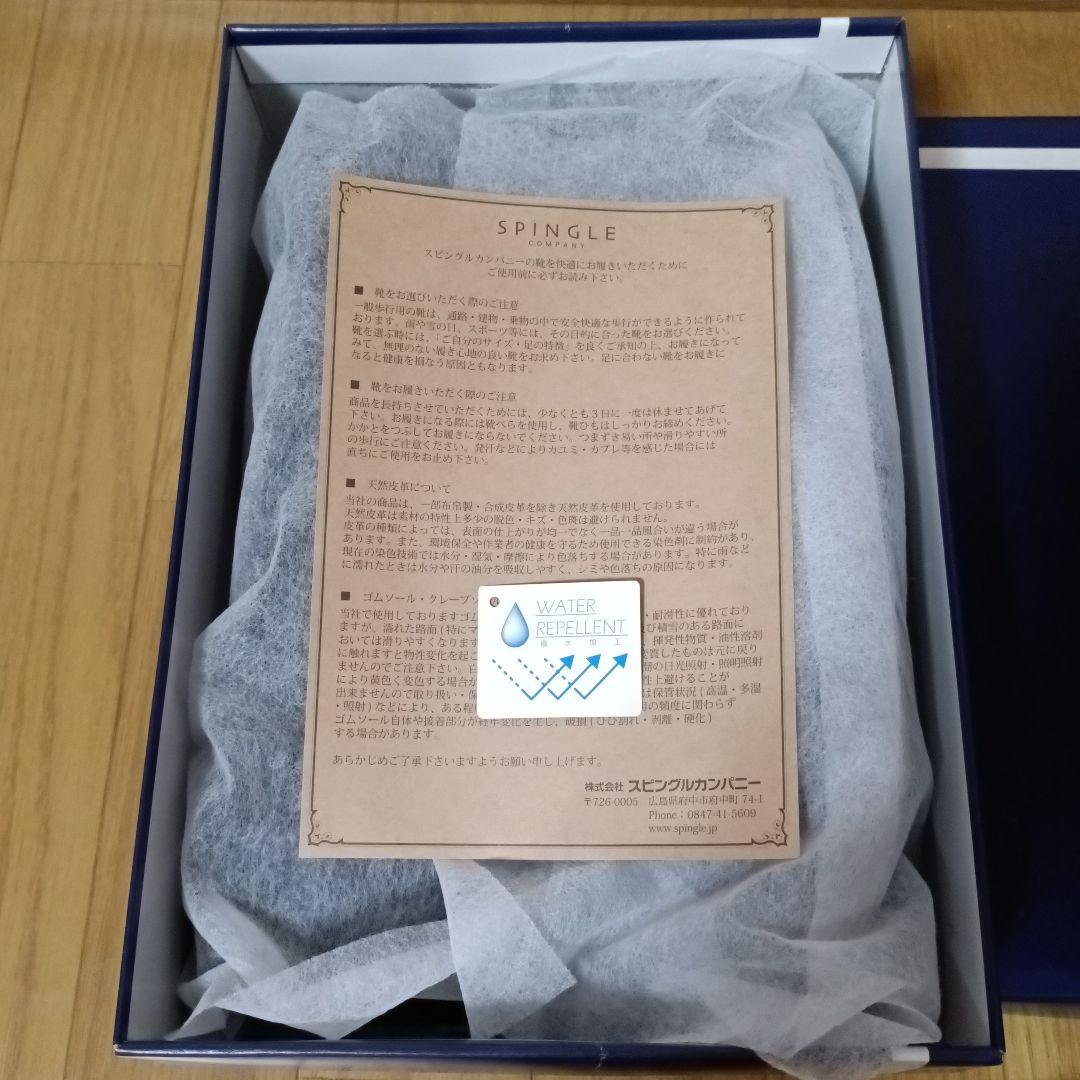 SPINGLE
COMPANY
スピングルカンパニーの靴を快適にお履きいただくために
ご使用前に必ずお読み下さい。
■ 靴をお選びいただく際のご注意
一般歩行用の靴は、通路・建物・乗物の中で安全快適な歩行ができるように作られて
おります。雨や雪の日、スポーツ等には、その目的に合った靴をお選びください。
靴を選ぶ時には、「ご自分のサイズ・足の特徴」を良くご承知の上、お履きになって
みて、無理のない履き心地の良い靴をお求め下さい。足に合わない靴をお履きに
なると健康を損なう原因ともなります。
■ 靴をお履きいただく際のご注意
商品を長持ちさせていただくためには、少なくとも3日に一度は休ませてあげて
下さい。お履きになる際には靴べらを使用し、靴ひもはしっかりお締めください。
かかとをつぶしてお履きにならないでください。つまずき易い所や滑りやすい所
の歩行にご注意ください。発汗などによりカユミ・カブレ等を感じた場合には
直ちにご使用をお止め下さい。
■ 天然皮革について
当社の商品は、一部布帛製・合成皮革を除き天然皮革を使用しております。
天然皮革は素材の特性上多少の脱色・キズ・色斑は避けられません。
皮革の種類によっては、表面の仕上がりが均一でなく一品一品風合いが違う場合が
あります。また、環境保全や作業者の健康を守るため使用できる染色剤に制約があり、
現在の染色技術では水分・湿気・摩擦により色落ちする場合があります。特に雨など
に濡れたときは水分や汗の油分を吸収しやすく、シミや色落ちの原因になります。
■ ゴムソール・クレープソ
当社で使用しておりますゴム ・耐滑性に優れており
ますが、濡れた路面(特にマ び積雪のある路面に
おいては滑りやすくなります 揮発性物質・油性溶剤
に触れますと物性変化を起こ 変質したものは元に戻り
ませんのでご注意下さい。 間の日光照射・照明照射
により黄色く変色する場合が 性上避けることが
出来ませんので取り扱い・保 は保管状況(高温・多湿
・照射)などにより、ある程 の頻度に関わらず
ゴムソール自体や接着部分が経年変化を生じ、破損(ひび割れ・剥離・硬化)
する場合があります。
あらかじめご了承下さいますようお願い申し上げます。
株式会社 スピングルカンパニー
〒726-0005 広島県府中市府中町 74-1
Phone : 0847-41-5609
www.spingle.jp
WATER
REPELLENT
撥水加工